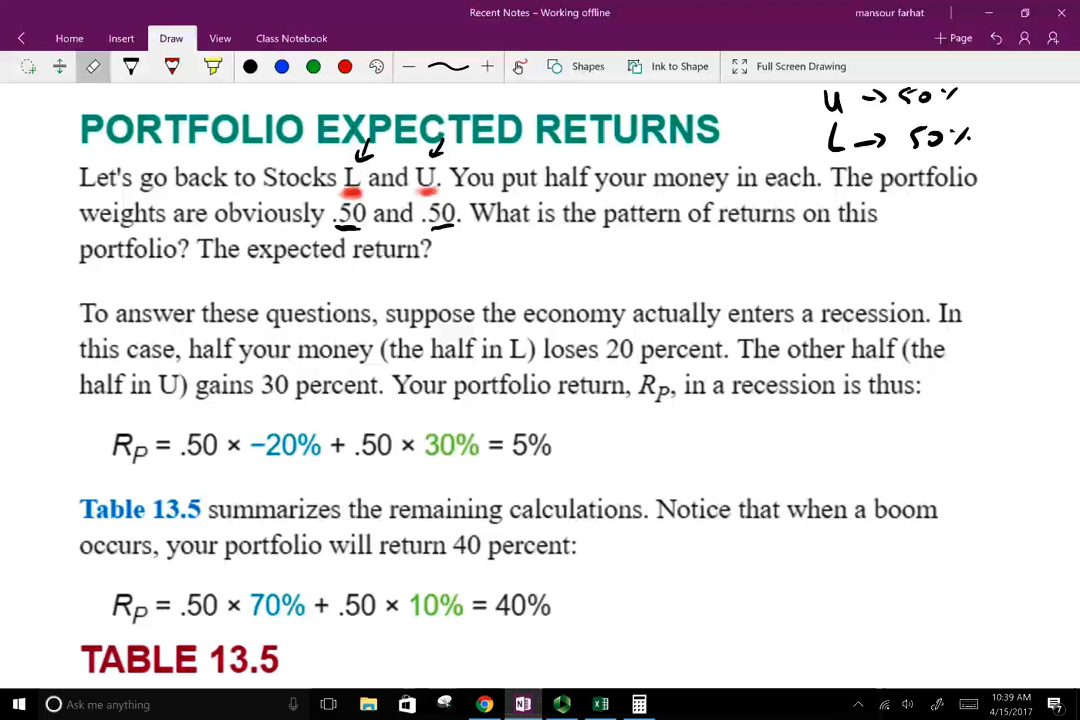 Recent Notes – Working offline
mansour farhat
Home Insert Draw View Class Notebook
+ Page
Shapes Ink to Shape Full Screen Drawing
U -> 50%
L -> 50%
PORTFOLIO EXPECTED RETURNS
Let's go back to Stocks L and U. You put half your money in each. The portfolio
weights are obviously .50 and .50. What is the pattern of returns on this
portfolio? The expected return?
To answer these questions, suppose the economy actually enters a recession. In
this case, half your money (the half in L) loses 20 percent. The other half (the
half in U) gains 30 percent. Your portfolio return, RP, in a recession is thus:
RP = .50 × −20% + .50 × 30% = 5%
Table 13.5 summarizes the remaining calculations. Notice that when a boom
occurs, your portfolio will return 40 percent:
RP = .50 × 70% + .50 × 10% = 40%
TABLE 13.5
Ask me anything
10:39 AM
4/15/2017
7